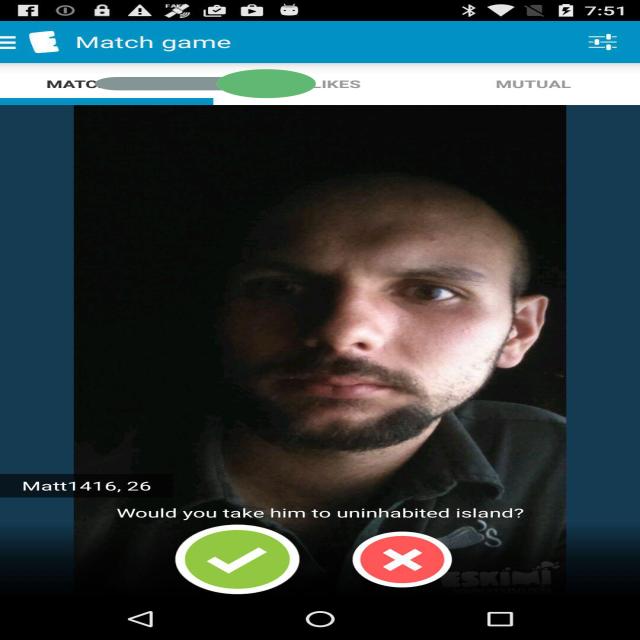 7:51
Match game
MATC LIKES MUTUAL
Matt1416, 26
Would you take him to uninhabited island?
ESKIMI